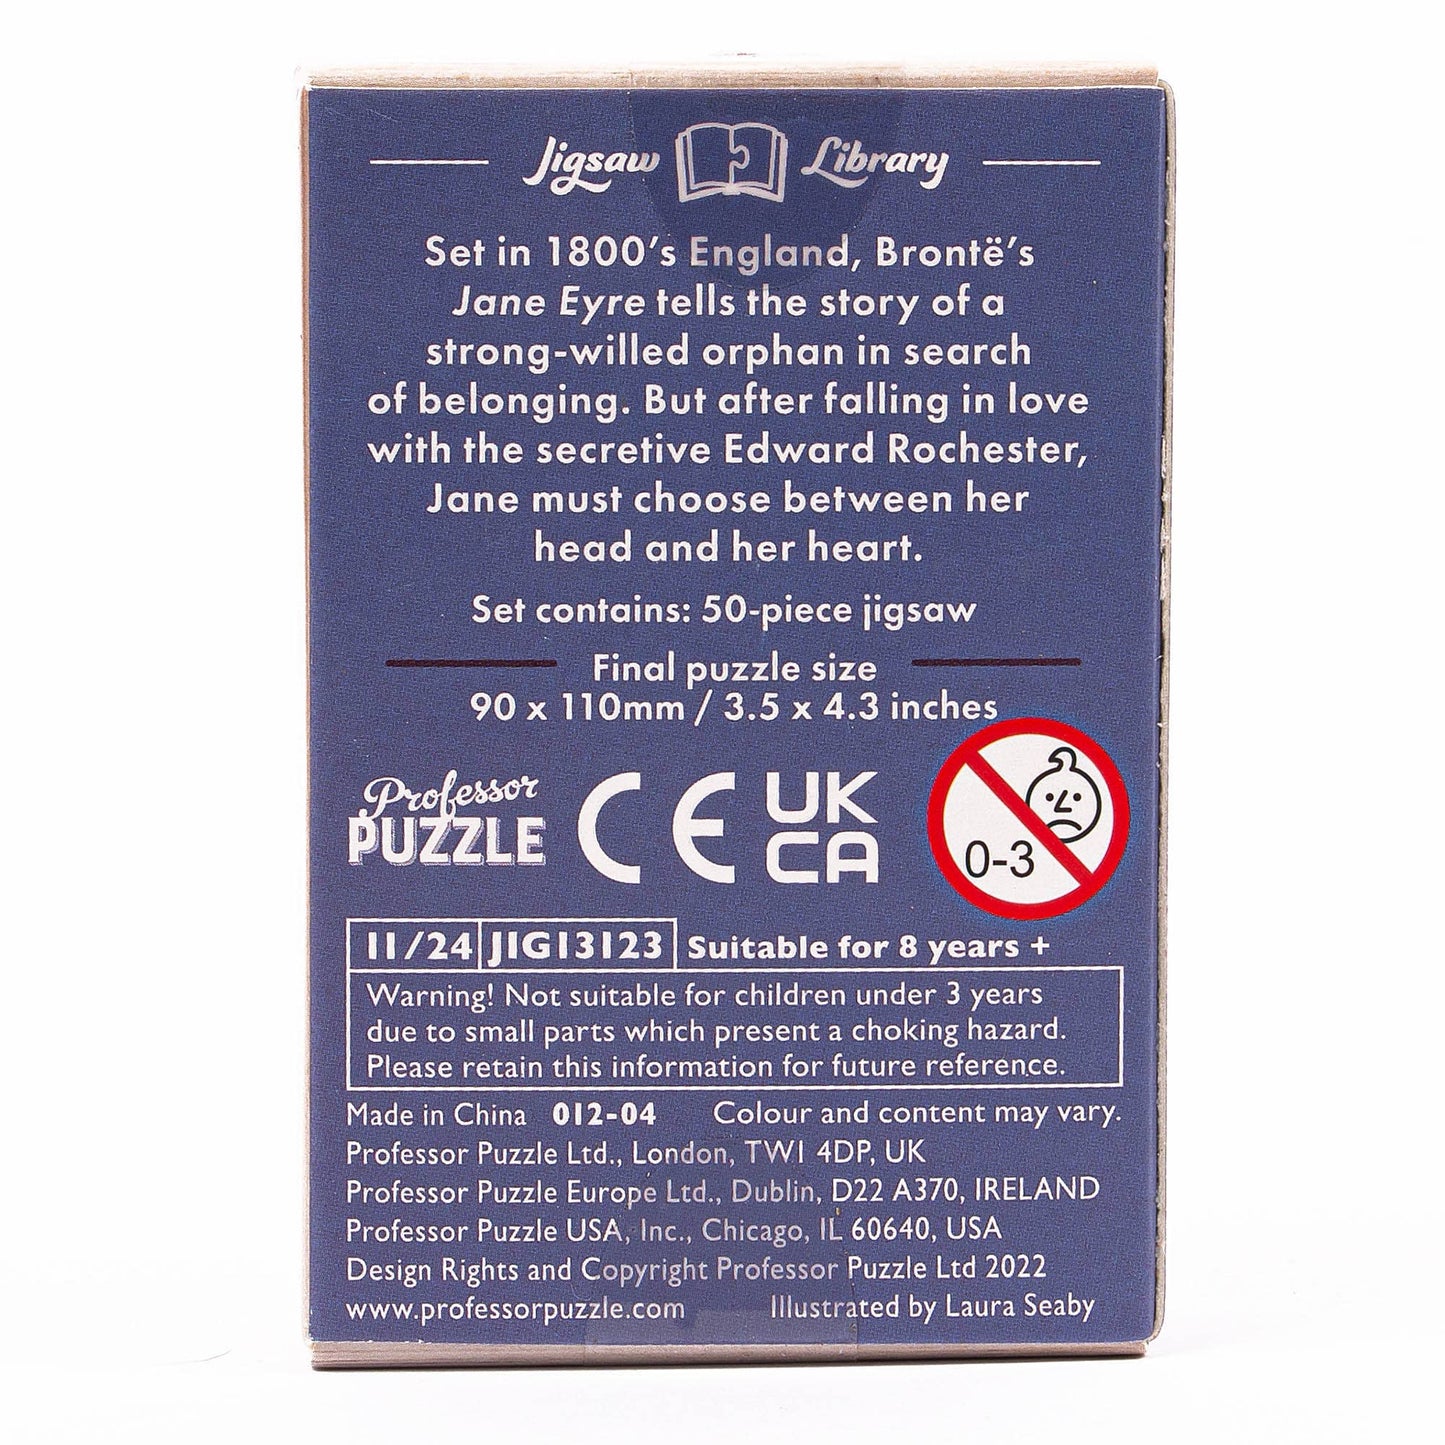 Jigsaw Library
Set in 1800's England, Brontë's
Jane Eyre tells the story of a
strong-willed orphan in search
of belonging. But after falling in love
with the secretive Edward Rochester,
Jane must choose between her
head and her heart.
Set contains: 50-piece jigsaw
Final puzzle size
90 x 110mm / 3.5 x 4.3 inches
Professor
PUZZLE
CE
UK
CA
0-3
11/24 JIG13123 Suitable for 8 years +
Warning! Not suitable for children under 3 years
due to small parts which present a choking hazard.
Please retain this information for future reference.
Made in China 012-04 Colour and content may vary.
Professor Puzzle Ltd., London, TW1 4DP, UK
Professor Puzzle Europe Ltd., Dublin, D22 A370, IRELAND
Professor Puzzle USA, Inc., Chicago, IL 60640, USA
Design Rights and Copyright Professor Puzzle Ltd 2022
www.professorpuzzle.com Illustrated by Laura Seaby